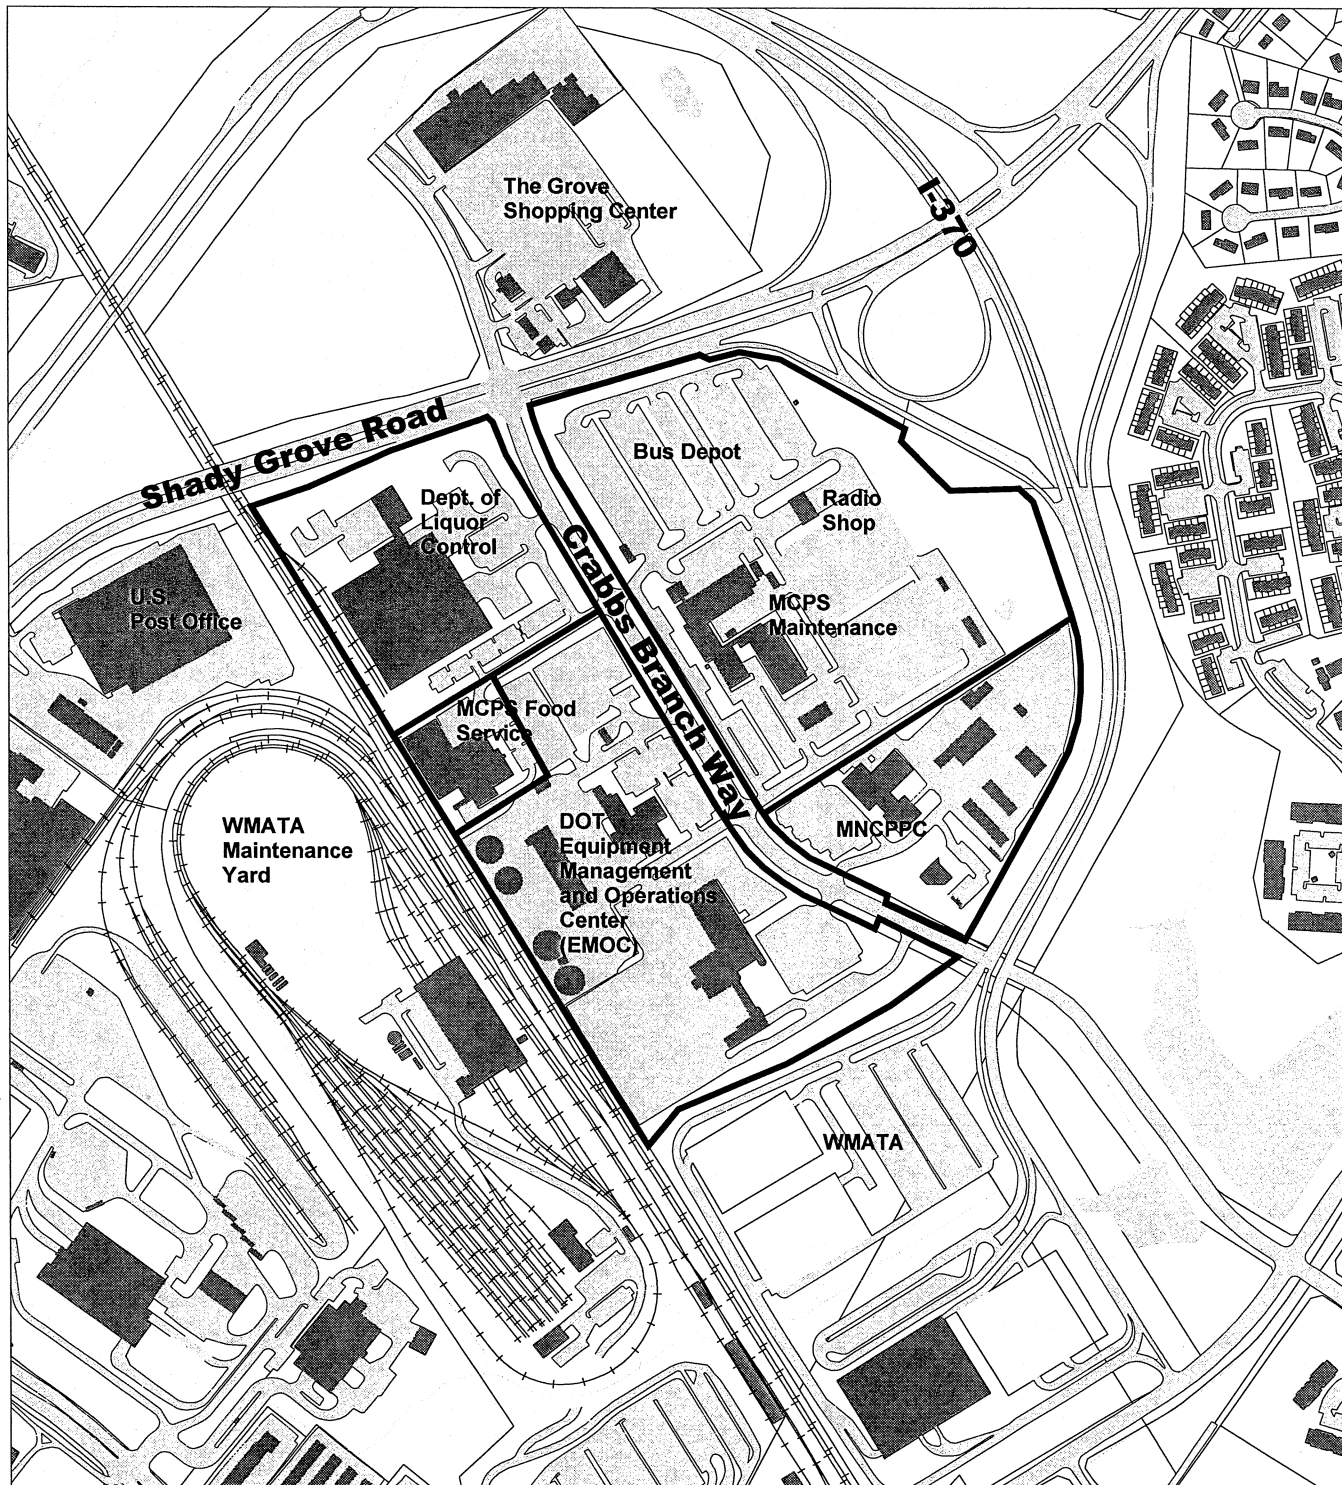 The Grove
Shopping Center
I-370
Shady Grove Road
Bus Depot
Dept. of
Liquor
Control
Radio
Shop
Crabbs Branch Way
U.S.
Post Office
MCPS
Maintenance
MCPS Food
Service
WMATA
Maintenance
Yard
DOT
Equipment
Management
and Operations
Center
(EMOC)
MNCPPC
WMATA